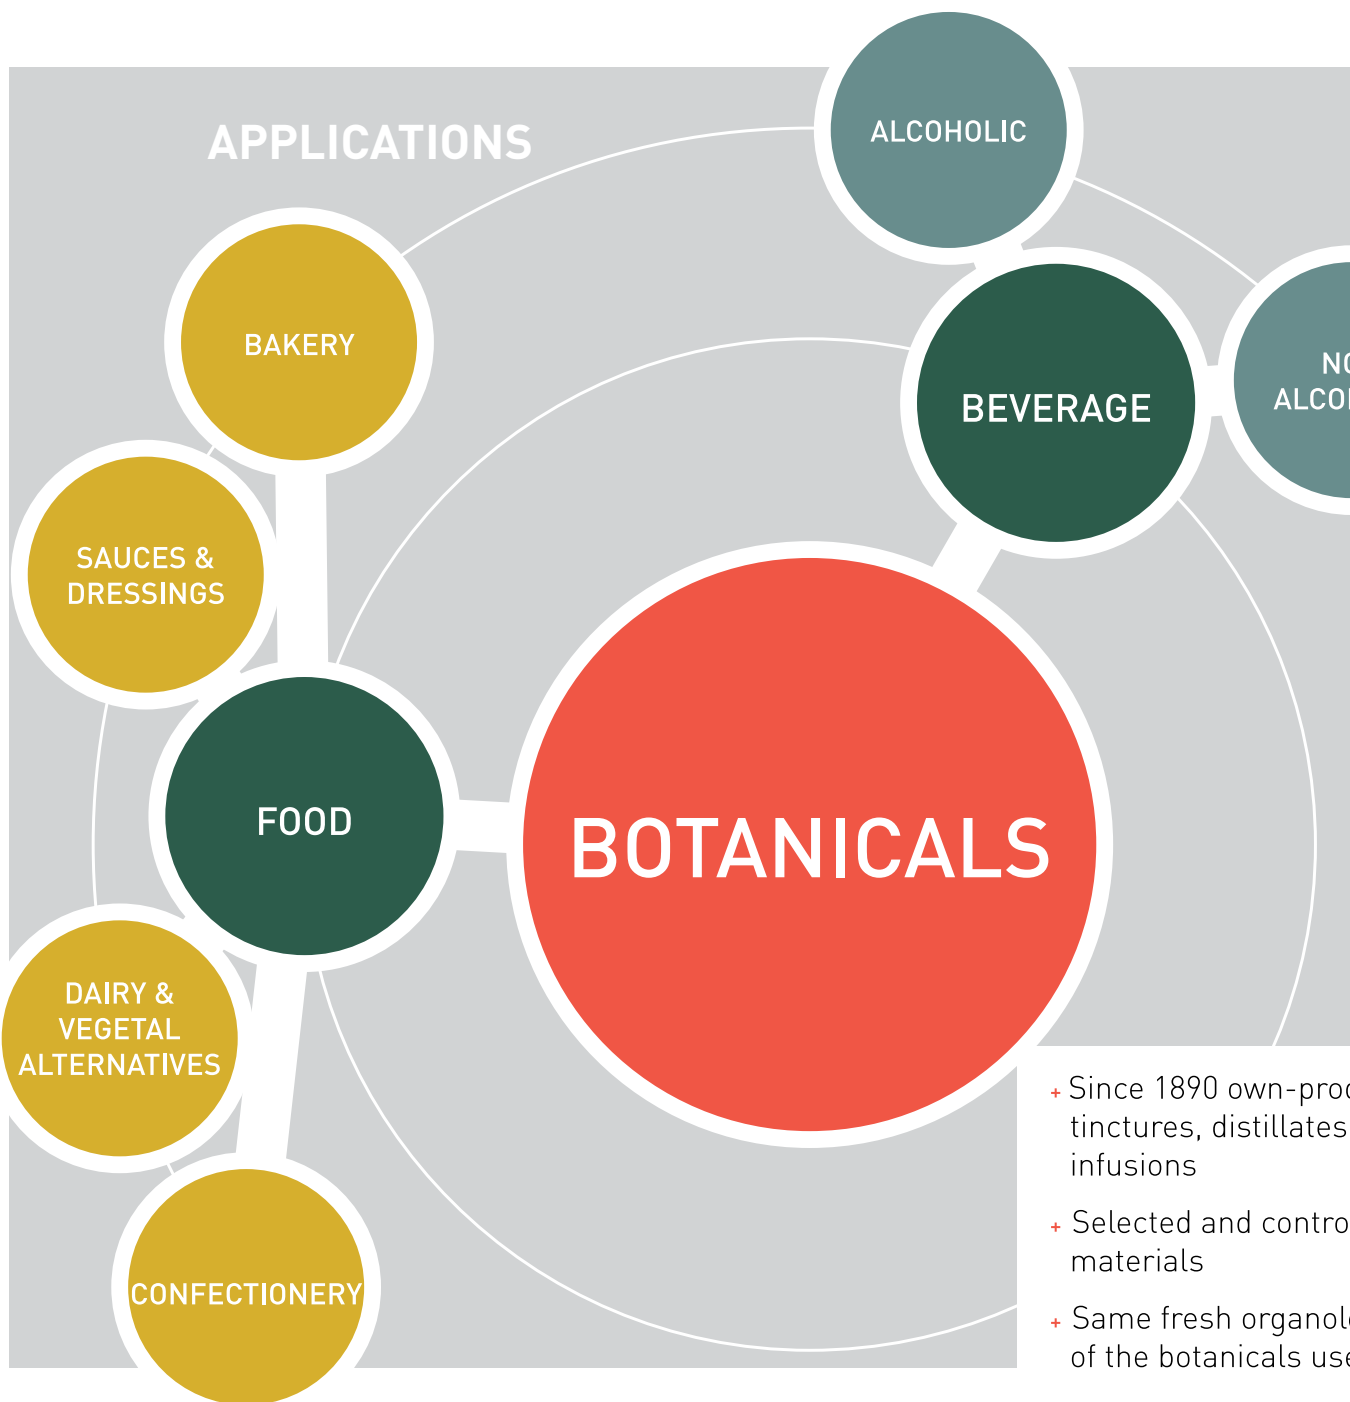 APPLICATIONS
ALCOHOLIC
BAKERY
BEVERAGE
SAUCES &
DRESSINGS
FOOD
BOTANICALS
DAIRY &
VEGETAL
ALTERNATIVES
CONFECTIONERY
+ Since 1890
tinctures, distillates
infusions
+ Selected and
materials
+ Same fresh
of the botanicals